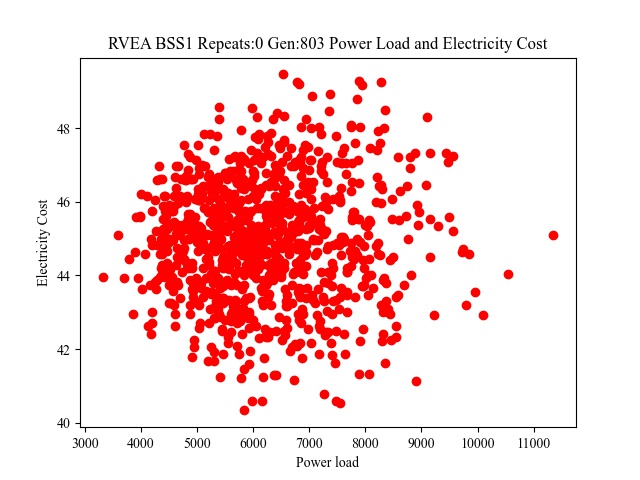 RVEA BSS1 Repeats:0 Gen:803 Power Load and Electricity Cost
48
46
44
42
40
Electricity Cost
3000 4000 5000 6000 7000 8000 9000 10000 11000
Power load